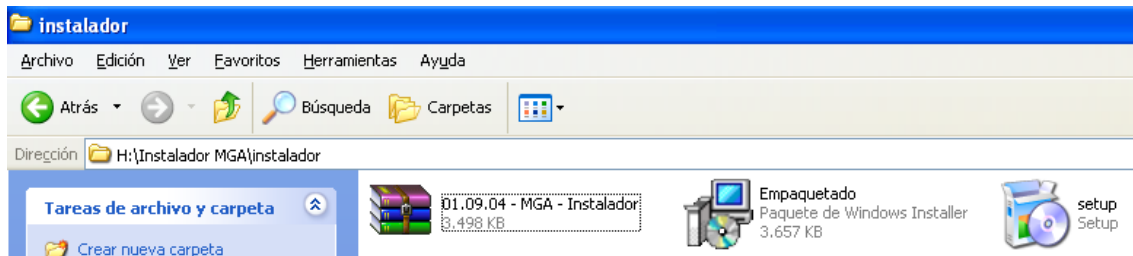 instalador
Archivo Edición Ver Favoritos Herramientas Ayuda
Atrás Búsqueda Carpetas
Dirección H:\Instalador MGA\instalador
Tareas de archivo y carpeta
Crear nueva carpeta
01.09.04 - MGA - Instalador
3.498 KB
Empaquetado
Paquete de Windows Installer
3.657 KB
setup
Setup